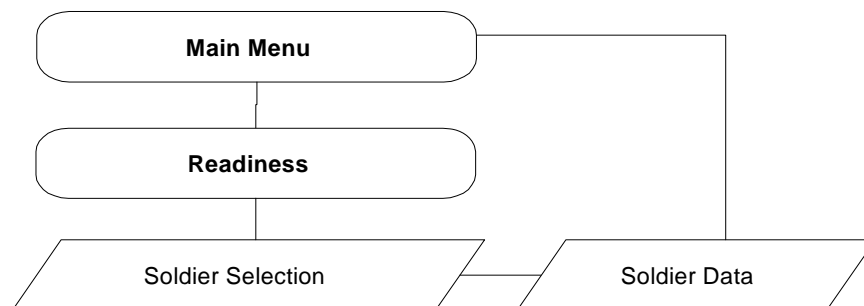 Main Menu
Readiness
Soldier Selection
Soldier Data